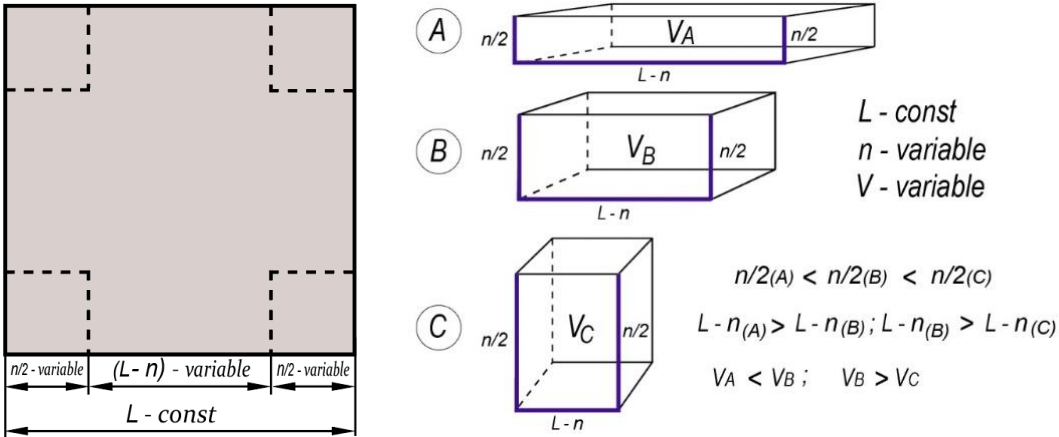 n/2 - variable
(L- n) - variable
n/2 - variable
L - const
A
n/2
V_A
n/2
L - n
B
n/2
V_B
n/2
L - n
C
n/2
V_C
n/2
L - n
L - const
n - variable
V - variable
n/2(A) < n/2(B) < n/2(C)
L - n(A) > L - n(B) ; L - n(B) > L - n(C)
V_A < V_B ; V_B > V_C